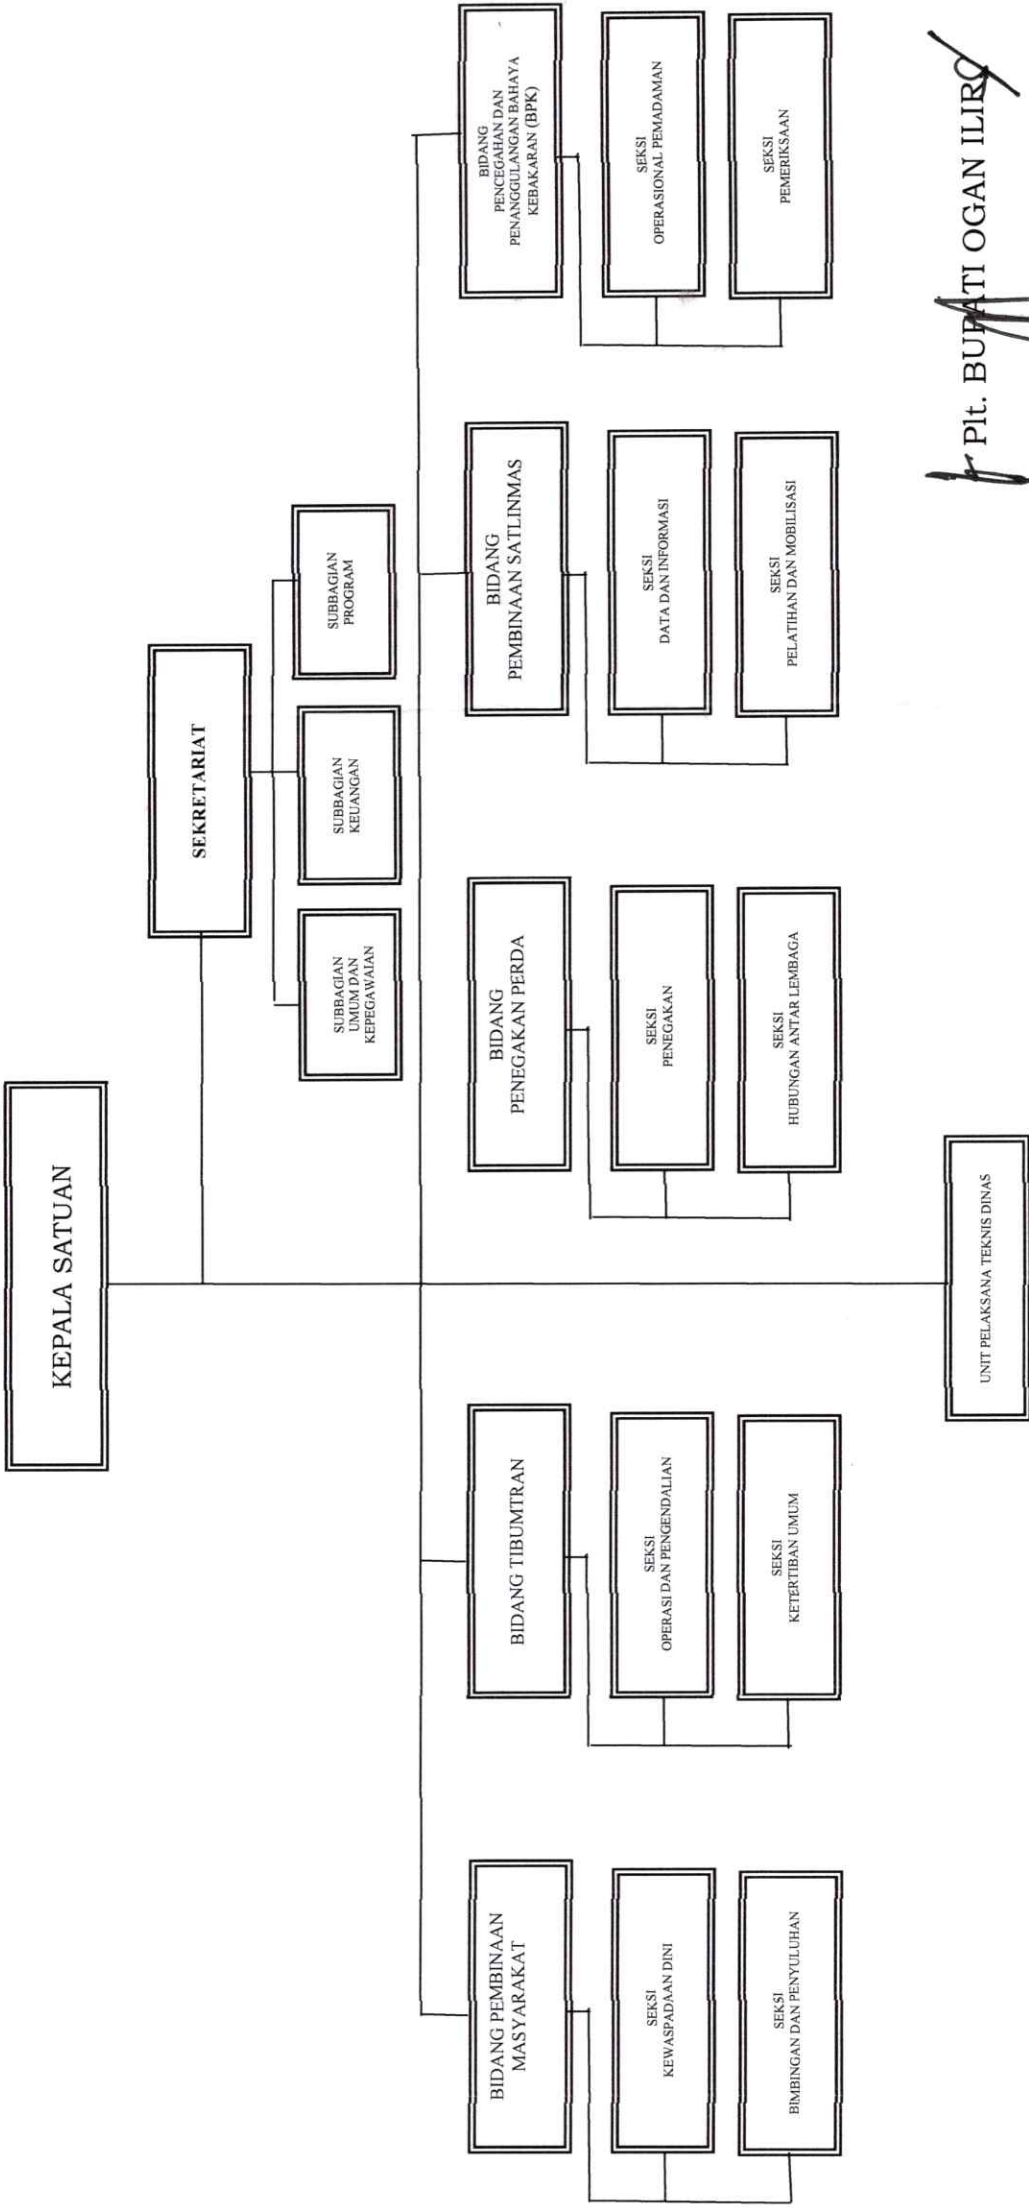 KEPALA SATUAN
SEKRETARIAT
SUBBAGIAN
UMUM DAN
KEPEGAWAIAN
SUBBAGIAN
KEUANGAN
SUBBAGIAN
PROGRAM
BIDANG PEMBINAAN
MASYARAKAT
SEKSI
KEWASPADAAN DINI
SEKSI
BIMBINGAN DAN PENYULUHAN
BIDANG TIBUMTRAN
SEKSI
OPERASI DAN PENGENDALIAN
SEKSI
KETERTIBAN UMUM
BIDANG
PENEGAKAN PERDA
SEKSI
PENEGAKAN
SEKSI
HUBUNGAN ANTAR LEMBAGA
BIDANG
PEMBINAAN SATLINMAS
SEKSI
DATA DAN INFORMASI
SEKSI
PELATIHAN DAN MOBILISASI
BIDANG
PENCEGAHAN DAN
PENANGGULANGAN BAHAYA
KEBAKARAN (BPK)
SEKSI
OPERASIONAL PEMADAMAN
SEKSI
PEMERIKSAAN
UNIT PELAKSANA TEKNIS DINAS
Plt. BUPATI OGAN ILIR